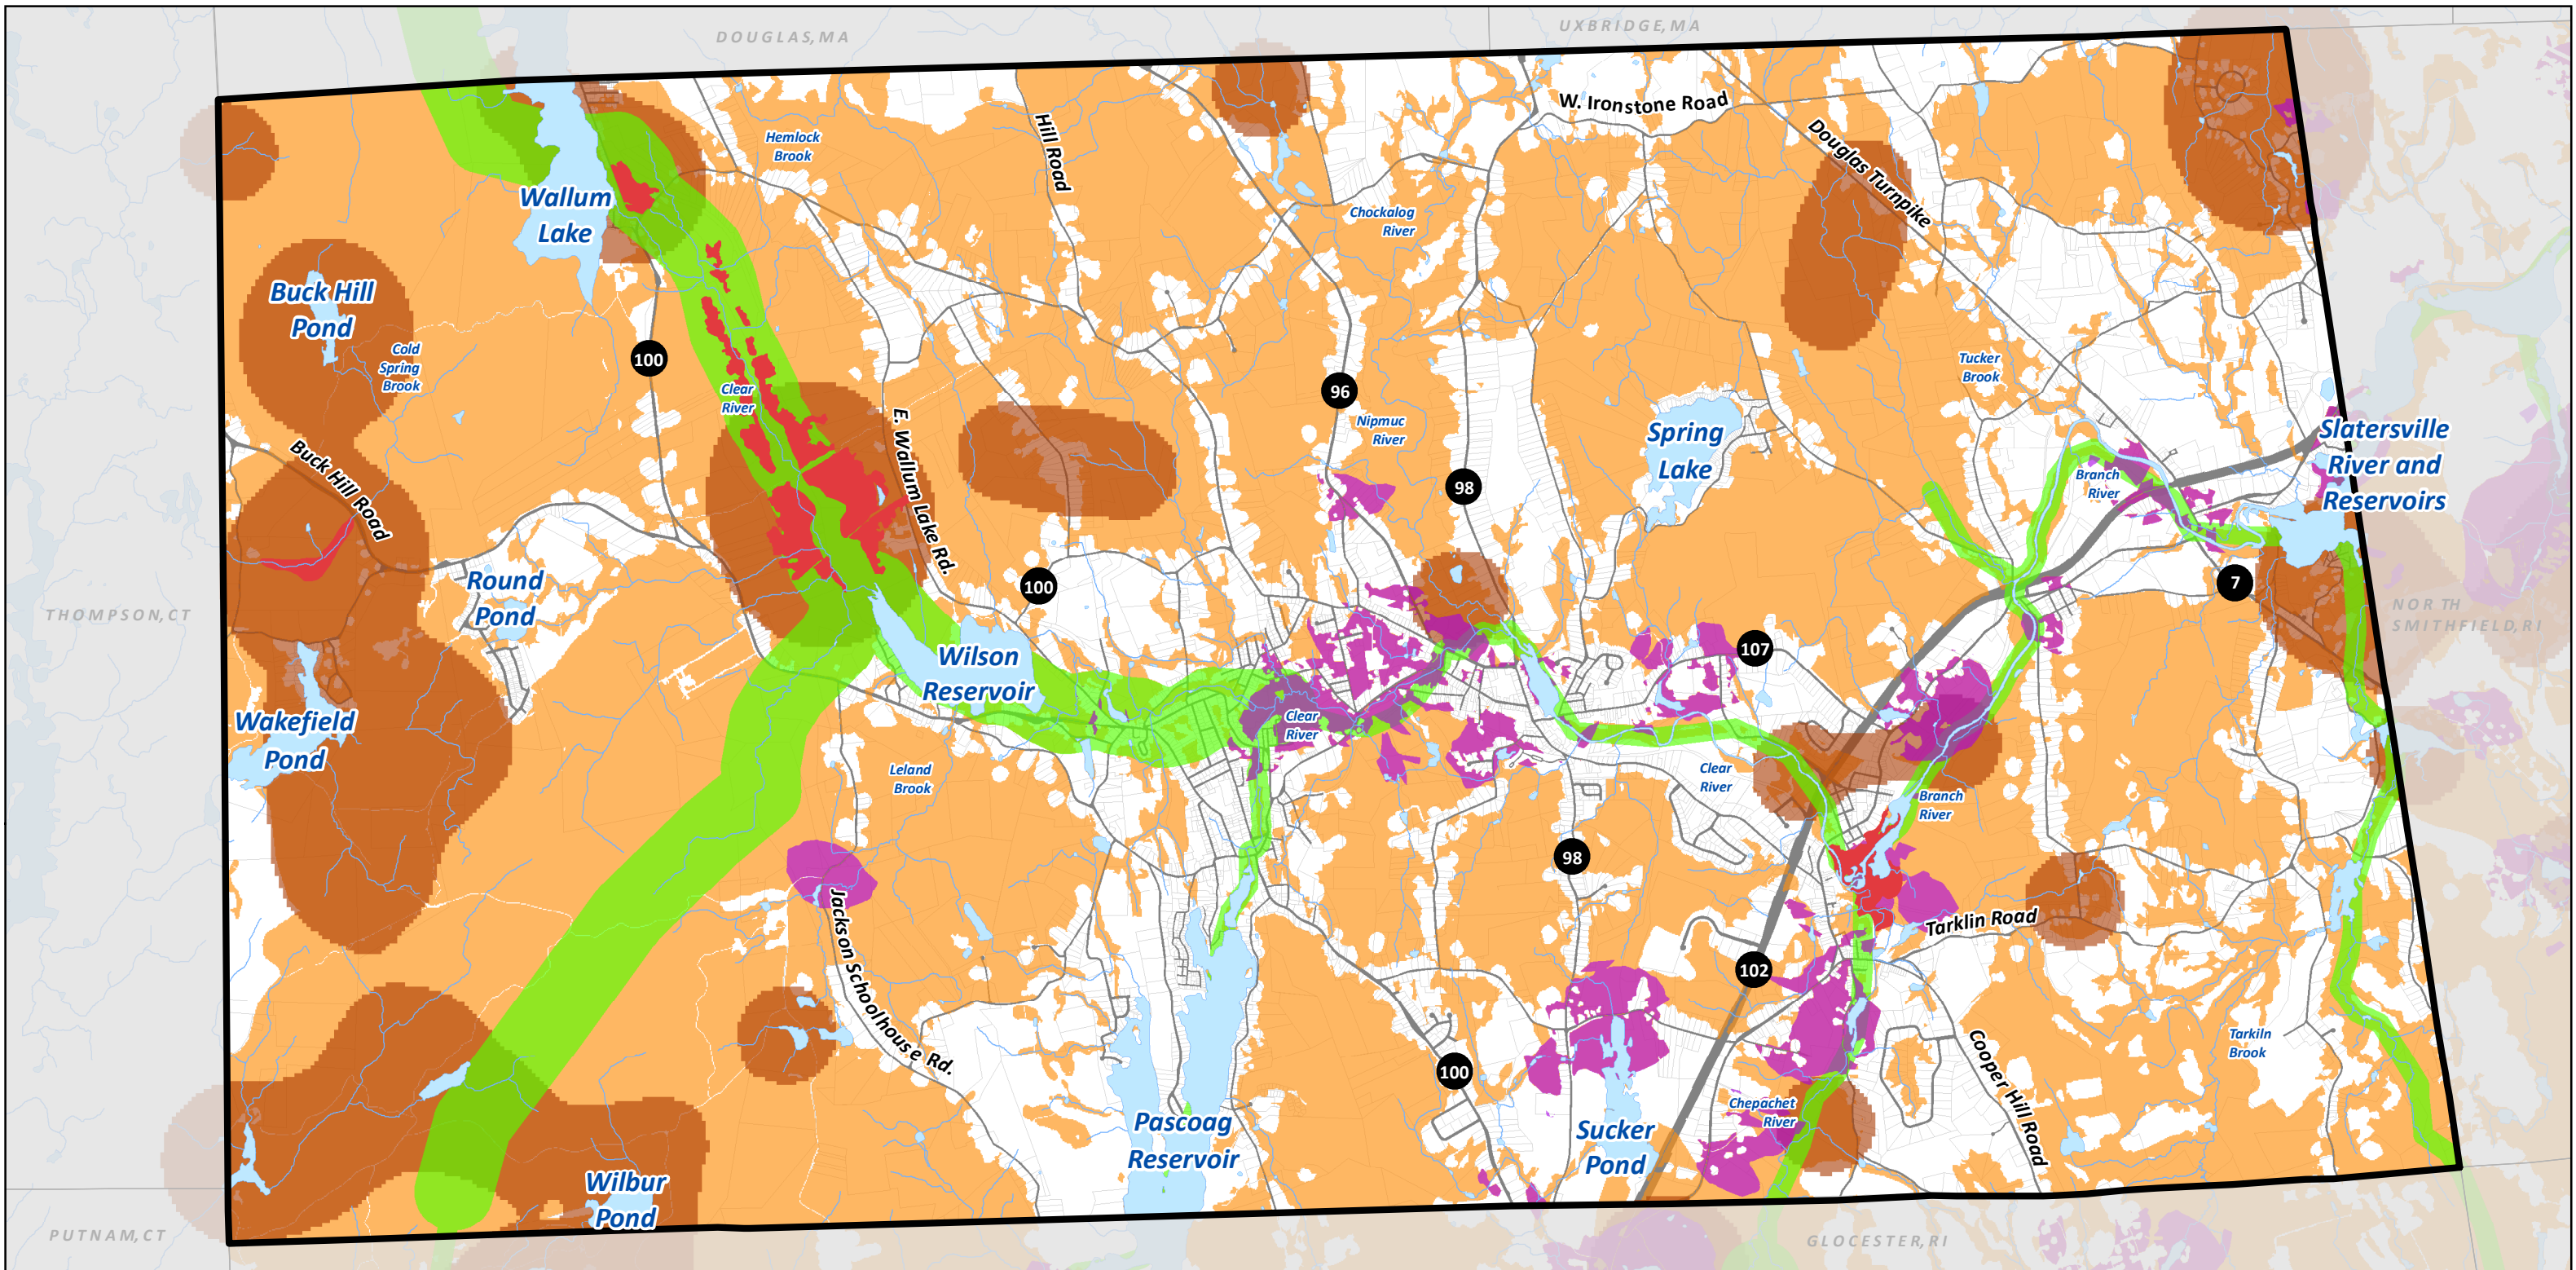 DOUGLAS, MA
UXBRIDGE, MA
W. Ironstone Road
Douglas Turnpike
Hill Road
Hemlock
Brook
Wallum
Lake
Chockalog
River
Buck Hill
Pond
Cold
Spring
Brook
100
Clear
River
96
Nipmuc
River
Tucker
Brook
E. Wallum Lake Rd.
Spring
Lake
Slatersville
River and
Reservoirs
Buck Hill Road
98
Branch
River
Round
Pond
100
7
THOMPSON, CT
NORTH
SMITHFIELD, RI
Wilson
Reservoir
107
Wakefield
Pond
Clear
River
Leland
Brook
Clear
River
Branch
River
98
Jackson Schoolhouse Rd.
Tarklin Road
102
Cooper Hill Road
Tarkiln
Brook
100
Pascoag
Reservoir
Sucker
Pond
Chepachet
River
Wilbur
Pond
PUTNAM, CT
GLOCESTER, RI